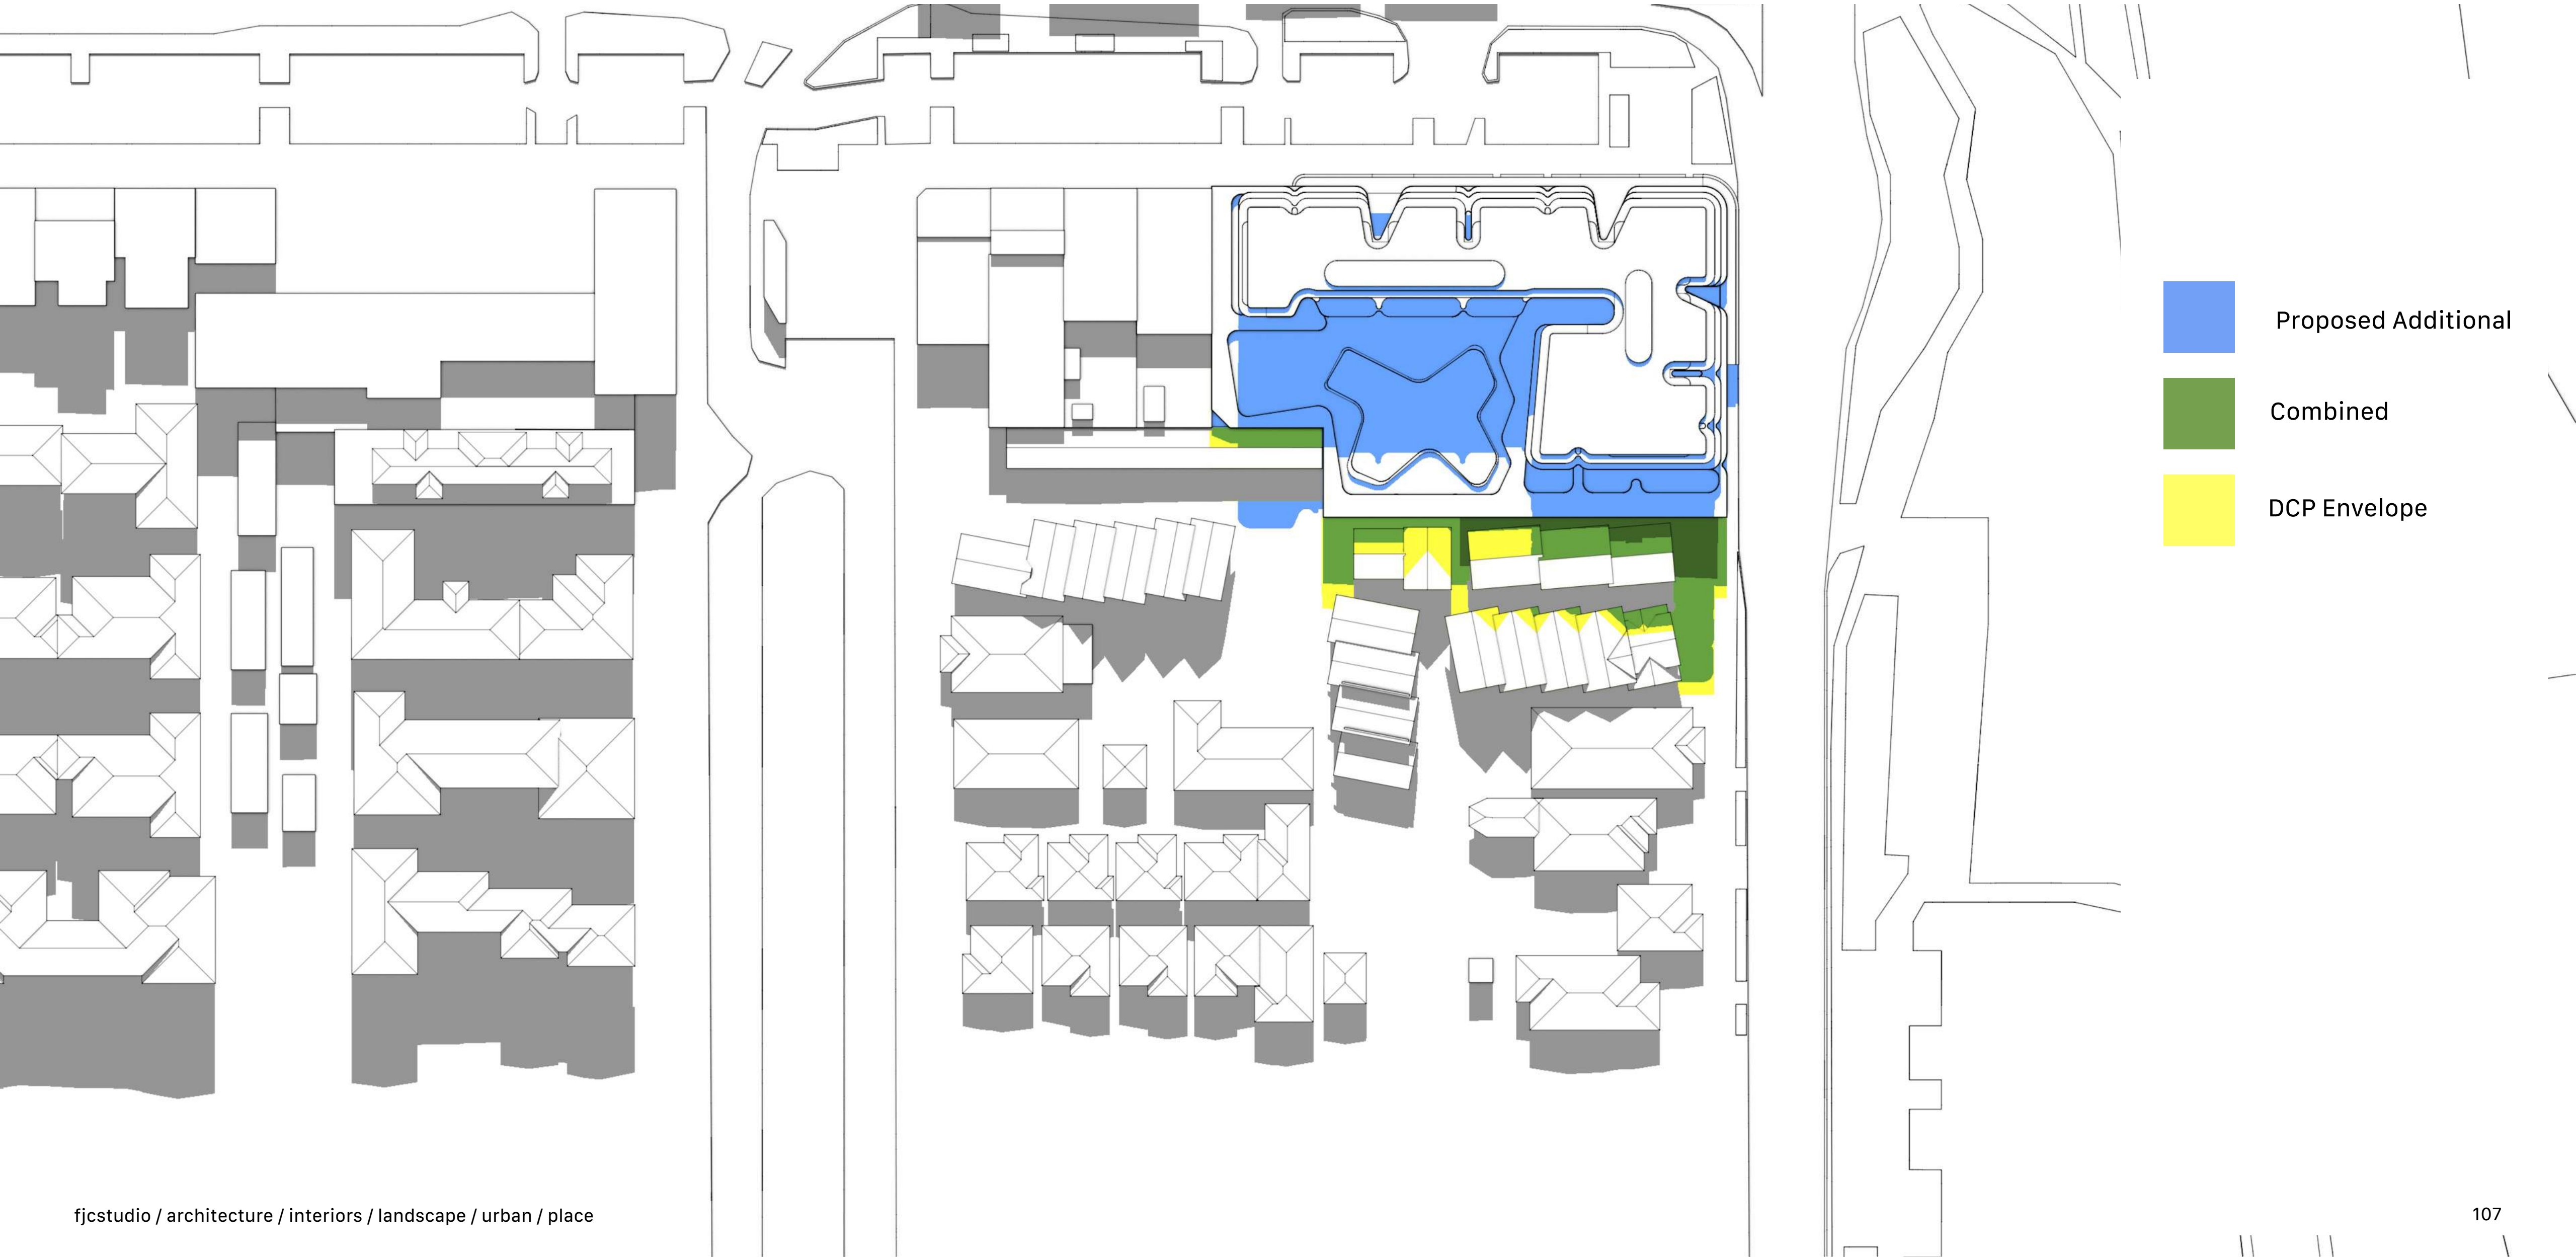 Proposed Additional
Combined
DCP Envelope
fjcstudio / architecture / interiors / landscape / urban / place
107